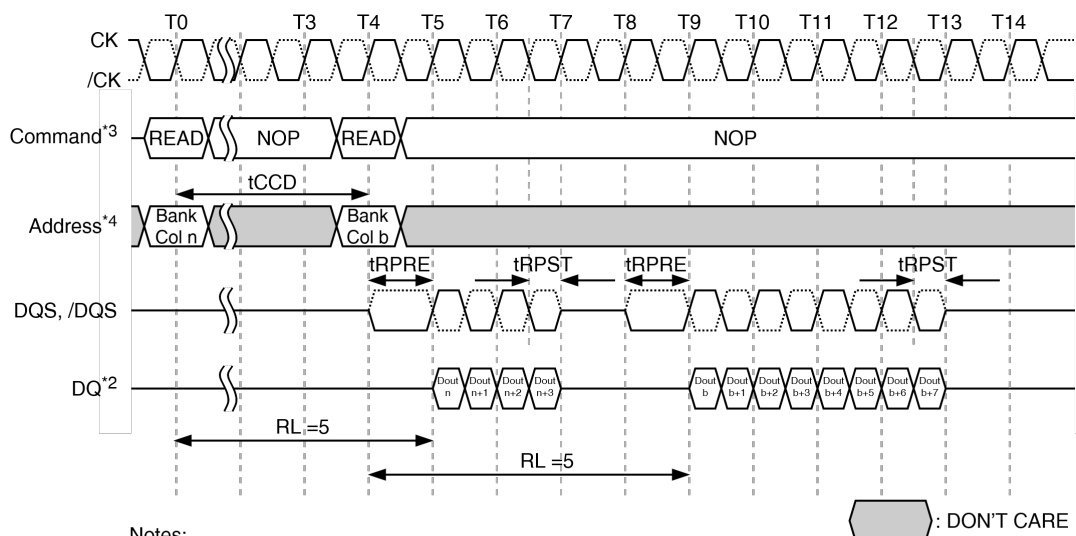 T0 T3 T4 T5 T6 T7 T8 T9 T10 T11 T12 T13 T14
CK
/CK
Command*3 READ NOP READ NOP
tCCD
Address*4 Bank Col n Bank Col b
tRPRE tRPST tRPRE tRPST
DQS, /DQS
DQ*2 Dout n Dout n+1 Dout n+2 Dout n+3 Dout b Dout b+1 Dout b+2 Dout b+3 Dout b+4 Dout b+5 Dout b+6 Dout b+7
RL =5
RL =5
: DON'T CARE
Notes: